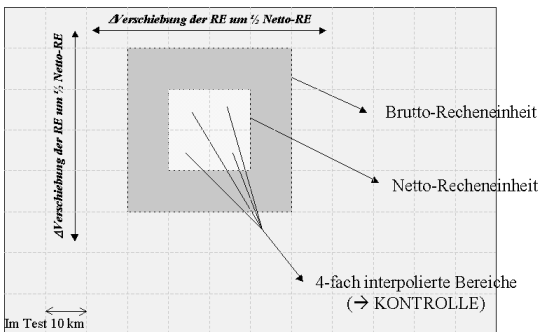 ΔVerschiebung der RE um ½ Netto-RE
ΔVerschiebung der RE um ½ Netto-RE
Brutto-Recheneinheit
Netto-Recheneinheit
4-fach interpolierte Bereiche
(→ KONTROLLE)
Im Test 10 km